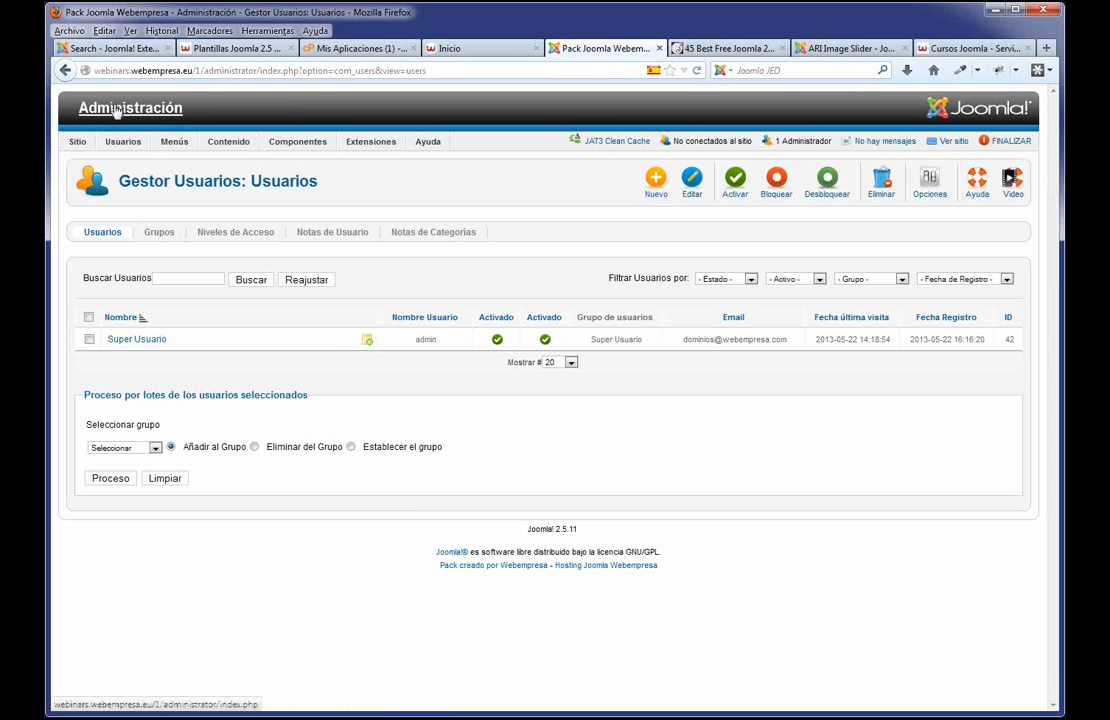 Pack Joomla Webempresa - Administración - Gestor Usuarios: Usuarios - Mozilla Firefox
Archivo Editar Ver Historial Marcadores Herramientas Ayuda
Search - Joomla! Exte... Plantillas Joomla 2.5 ... Mis Aplicaciones (1) - ... Inicio Pack Joomla Webem... 45 Best Free Joomla 2... ARI Image Slider - Jo... Cursos Joomla - Servi...
webinars.webempresa.eu/1/administrator/index.php?option=com_users&view=users Joomla JED
Administración Joomla!
Sitio Usuarios Menús Contenido Componentes Extensiones Ayuda JAT3 Clean Cache No conectados al sitio 1 Administrador No hay mensajes Ver sitio FINALIZAR
Gestor Usuarios: Usuarios
Nuevo Editar Activar Bloquear Desbloquear Eliminar Opciones Ayuda Video
Usuarios Grupos Niveles de Acceso Notas de Usuario Notas de Categorías
Buscar Usuarios Buscar Reajustar Filtrar Usuarios por: - Estado - - Activo - - Grupo - - Fecha de Registro -
Nombre Nombre Usuario Activado Activado Grupo de usuarios Email Fecha última visita Fecha Registro ID
Super Usuario admin Super Usuario dominios@webempresa.com 2013-05-22 14:18:54 2013-05-22 16:16:20 42
Mostrar # 20
Proceso por lotes de los usuarios seleccionados
Seleccionar grupo
Seleccionar Añadir al Grupo Eliminar del Grupo Establecer el grupo
Proceso Limpiar
Joomla! 2.5.11
Joomla!® es software libre distribuido bajo la licencia GNU/GPL.
Pack creado por Webempresa - Hosting Joomla Webempresa
webinars.webempresa.eu/1/administrator/index.php